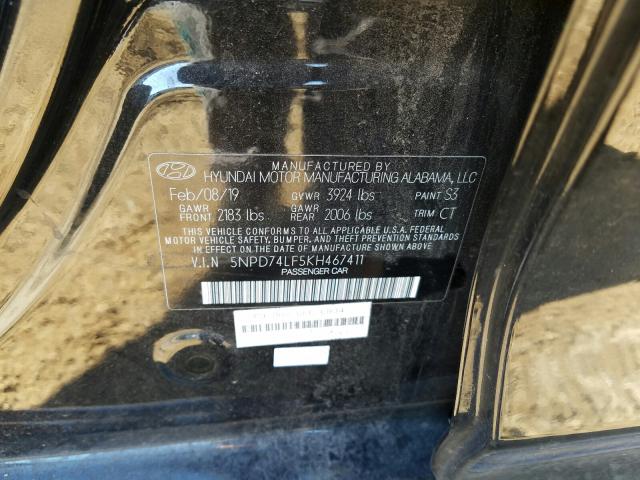 MANUFACTURED BY
HYUNDAI MOTOR MANUFACTURING ALABAMA, LLC
Feb/08/19 GVWR 3924 lbs PAINT S3
GAWR FRONT 2183 lbs GAWR REAR 2006 lbs TRIM CT
THIS VEHICLE CONFORMS TO ALL APPLICABLE U.S.A. FEDERAL
MOTOR VEHICLE SAFETY, BUMPER, AND THEFT PREVENTION STANDARDS
IN EFFECT ON THE DATE OF MANUFACTURE SHOWN ABOVE
V.I.N 5NPD74LF5KH467411
PASSENGER CAR